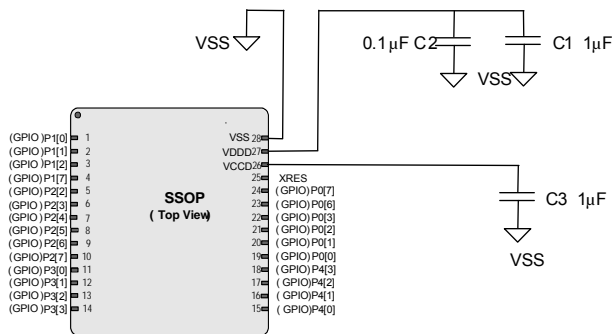 VSS
0.1µF C2
C1 1µF
VSS
(GPIO)P1[0] 1
(GPIO)P1[1] 2
(GPIO)P1[2] 3
(GPIO)P1[7] 4
(GPIO)P2[2] 5
(GPIO)P2[3] 6
(GPIO)P2[4] 7
(GPIO)P2[5] 8
(GPIO)P2[6] 9
(GPIO)P2[7] 10
(GPIO)P3[0] 11
(GPIO)P3[1] 12
(GPIO)P3[2] 13
(GPIO)P3[3] 14
SSOP
(Top View)
VSS 28
VDDD 27
VCCD 26
25 XRES
24 (GPIO)P0[7]
23 (GPIO)P0[6]
22 (GPIO)P0[3]
21 (GPIO)P0[2]
20 (GPIO)P0[1]
19 (GPIO)P0[0]
18 (GPIO)P4[3]
17 (GPIO)P4[2]
16 (GPIO)P4[1]
15 (GPIO)P4[0]
C3 1µF
VSS